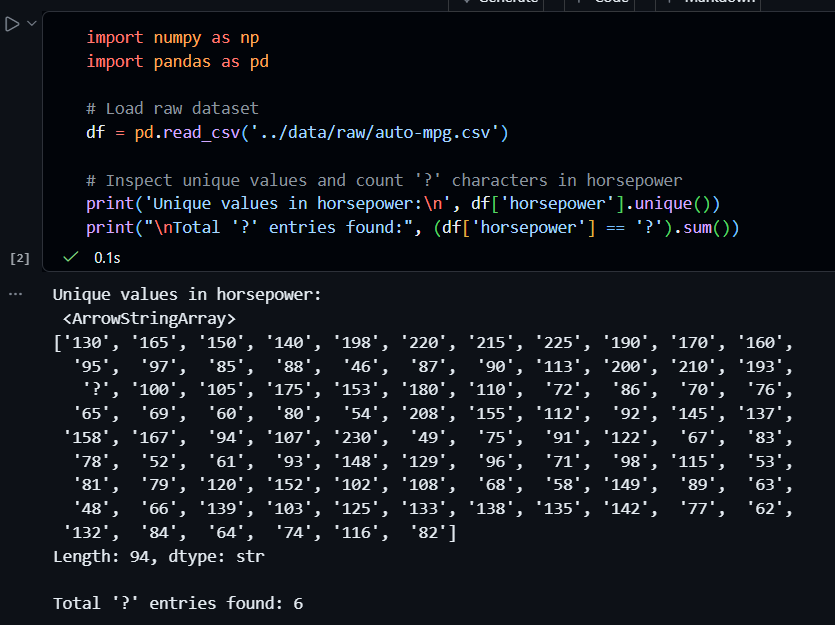 Generate
Code
Markdown
import numpy as np
import pandas as pd
# Load raw dataset
df = pd.read_csv('../data/raw/auto-mpg.csv')
# Inspect unique values and count '?' characters in horsepower
print('Unique values in horsepower:\n', df['horsepower'].unique())
print("\nTotal '?' entries found:", (df['horsepower'] == '?').sum())
[2]
0.1s
...
Unique values in horsepower:
<ArrowStringArray>
['130', '165', '150', '140', '198', '220', '215', '225', '190', '170', '160',
'95', '97', '85', '88', '46', '87', '90', '113', '200', '210', '193',
'?', '100', '105', '175', '153', '180', '110', '72', '86', '70', '76',
'65', '69', '60', '80', '54', '208', '155', '112', '92', '145', '137',
'158', '167', '94', '107', '230', '49', '75', '91', '122', '67', '83',
'78', '52', '61', '93', '148', '129', '96', '71', '98', '115', '53',
'81', '79', '120', '152', '102', '108', '68', '58', '149', '89', '63',
'48', '66', '139', '103', '125', '133', '138', '135', '142', '77', '62',
'132', '84', '64', '74', '116', '82']
Length: 94, dtype: str
Total '?' entries found: 6